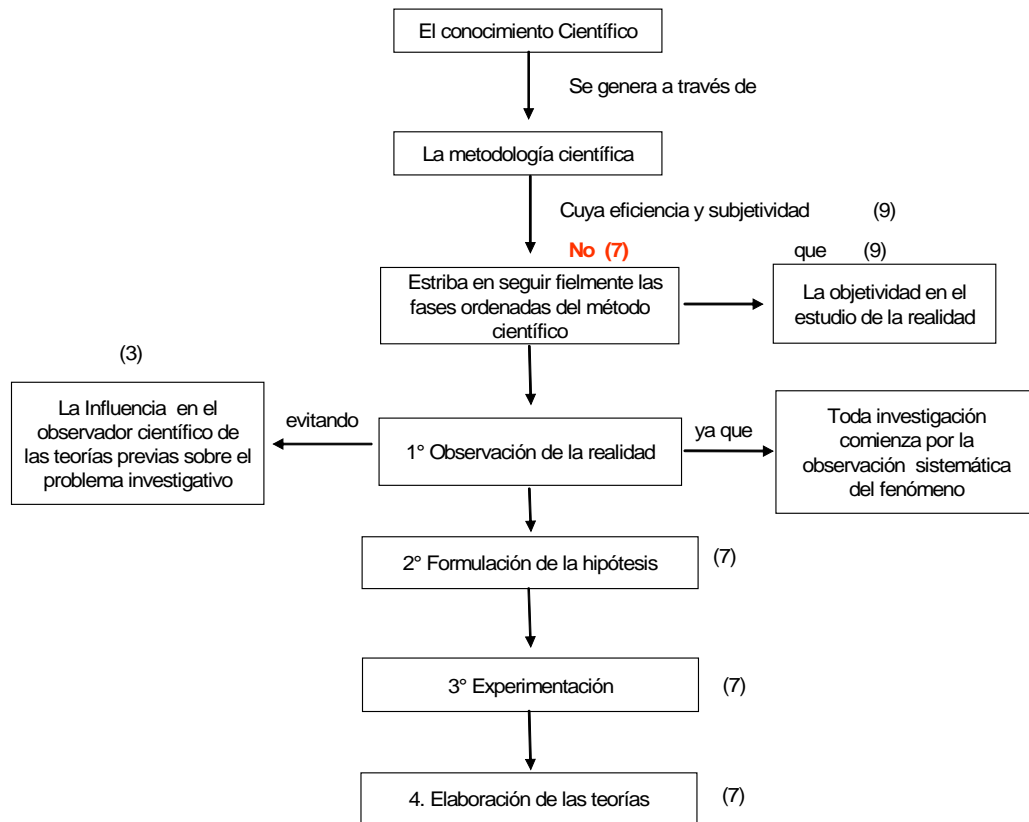 El conocimiento Científico
Se genera a través de
La metodología científica
Cuya eficiencia y subjetividad (9)
No (7)
que (9)
Estriba en seguir fielmente las
fases ordenadas del método
científico
La objetividad en el
estudio de la realidad
(3)
La Influencia en el
observador científico de
las teorías previas sobre el
problema investigativo
evitando
1° Observación de la realidad
ya que
Toda investigación
comienza por la
observación sistemática
del fenómeno
2° Formulación de la hipótesis
(7)
3° Experimentación
(7)
4. Elaboración de las teorías
(7)